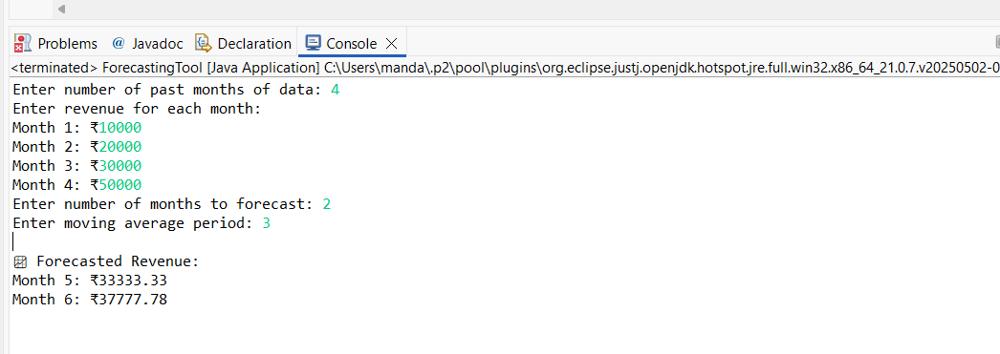 Problems @ Javadoc Declaration Console
<terminated> ForecastingTool [Java Application] C:\Users\manda\.p2\pool\plugins\org.eclipse.justj.openjdk.hotspot.jre.full.win32.x86_64_21.0.7.v20250502-0
Enter number of past months of data: 4
Enter revenue for each month:
Month 1: ₹10000
Month 2: ₹20000
Month 3: ₹30000
Month 4: ₹50000
Enter number of months to forecast: 2
Enter moving average period: 3
Forecasted Revenue:
Month 5: ₹33333.33
Month 6: ₹37777.78